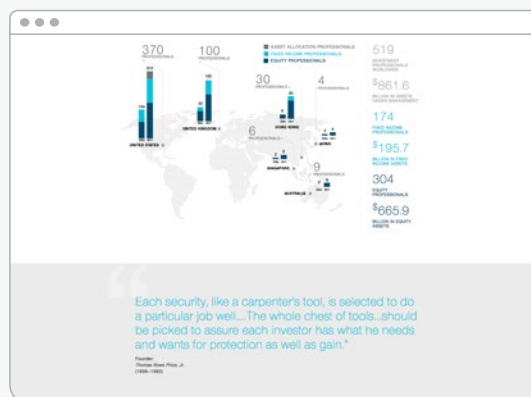 370
PROFESSIONALS
100
PROFESSIONALS
ASSET ALLOCATION PROFESSIONALS
FIXED INCOME PROFESSIONALS
EQUITY PROFESSIONALS
30
PROFESSIONALS
4
PROFESSIONALS
UNITED STATES
UNITED KINGDOM
HONG KONG
JAPAN
6
PROFESSIONALS
SINGAPORE
9
PROFESSIONALS
AUSTRALIA
519
INVESTMENT
PROFESSIONALS
WORLDWIDE
$861.6
BILLION IN ASSETS
UNDER MANAGEMENT
174
FIXED INCOME
PROFESSIONALS
$195.7
BILLION IN FIXED
INCOME ASSETS
304
EQUITY
PROFESSIONALS
$665.9
BILLION IN EQUITY
ASSETS
“
Each security, like a carpenter's tool, is selected to do
a particular job well....The whole chest of tools...should
be picked to assure each investor has what he needs
and wants for protection as well as gain."
Founder
Thomas Rowe Price, Jr.
(1898–1983)